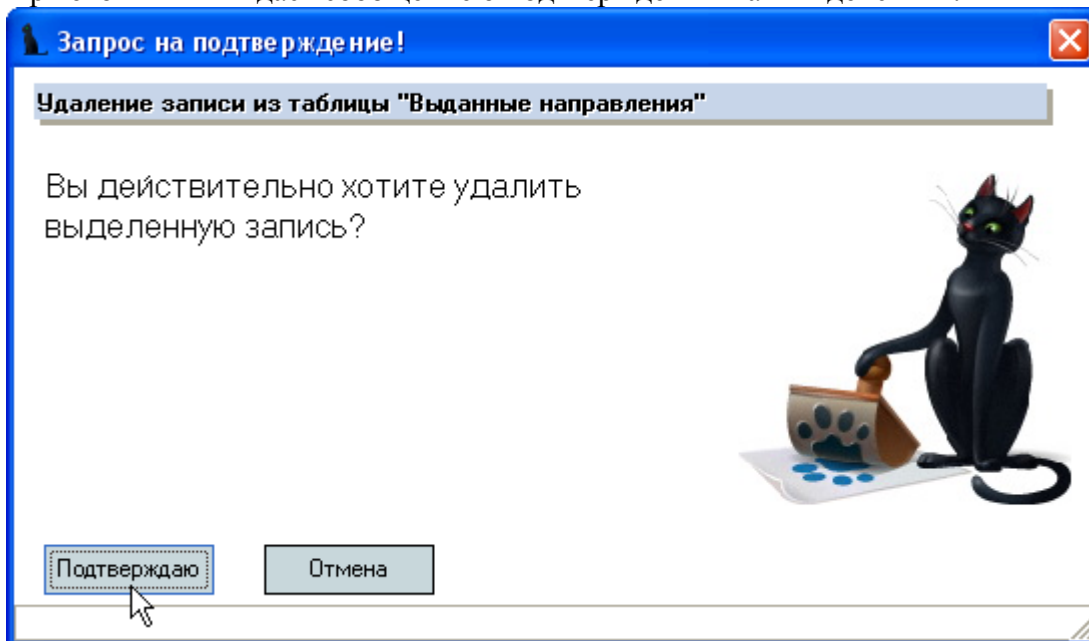 Запрос на подтверждение!
Удаление записи из таблицы "Выданные направления"
Вы действительно хотите удалить
выделенную запись?
Подтверждаю
Отмена